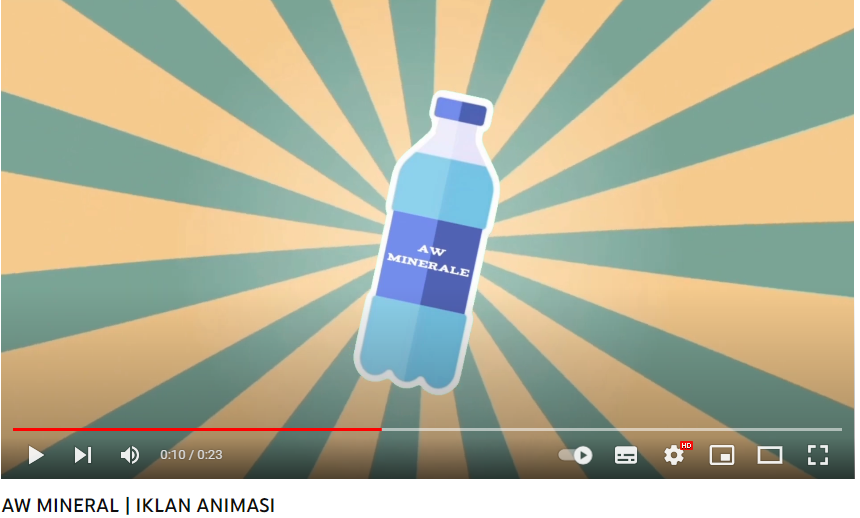 AW
MINERALE
0:10 / 0:23
HD
AW MINERAL | IKLAN ANIMASI